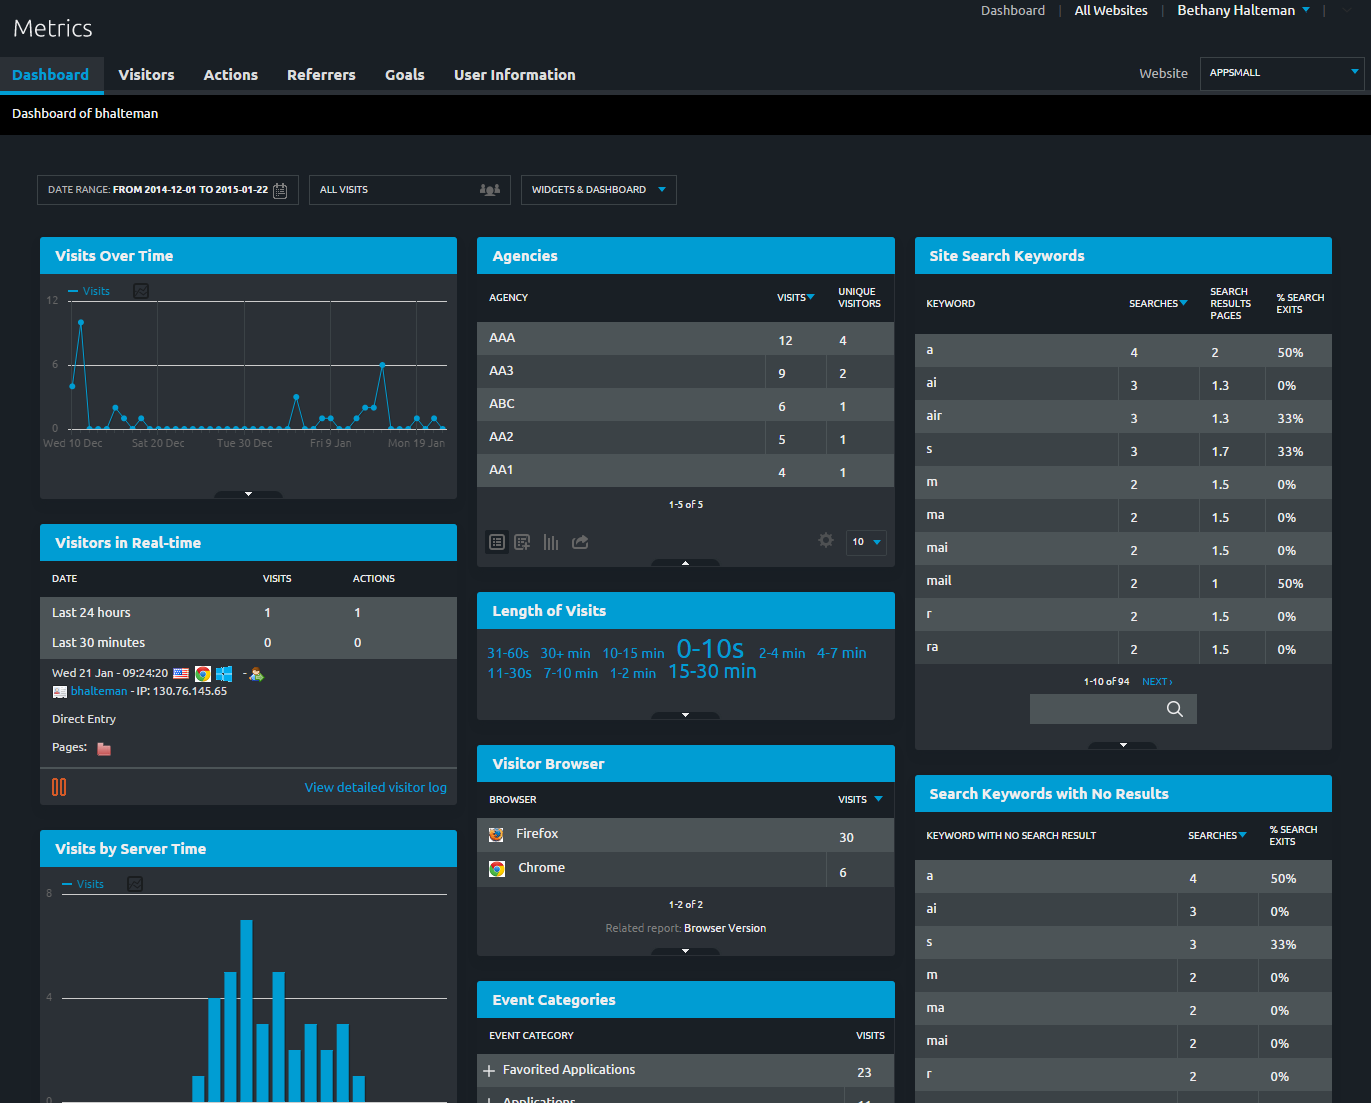 Metrics
Dashboard | All Websites | Bethany Halteman |
Dashboard Visitors Actions Referrers Goals User Information
Website APPSMALL
Dashboard of bhalteman
DATE RANGE: FROM 2014-12-01 TO 2015-01-22
ALL VISITS
WIDGETS & DASHBOARD
Visits Over Time
Visits
12
6
0
Wed 10 Dec Sat 20 Dec Tue 30 Dec Fri 9 Jan Mon 19 Jan
Visitors in Real-time
DATE VISITS ACTIONS
Last 24 hours 1 1
Last 30 minutes 0 0
Wed 21 Jan - 09:24:20 -
bhalteman - IP: 130.76.145.65
Direct Entry
Pages:
View detailed visitor log
Visits by Server Time
Visits
8
4
0
Agencies
AGENCY VISITS UNIQUE VISITORS
AAA 12 4
AA3 9 2
ABC 6 1
AA2 5 1
AA1 4 1
1-5 of 5
10
Length of Visits
31-60s 30+ min 10-15 min 0-10s 2-4 min 4-7 min
11-30s 7-10 min 1-2 min 15-30 min
Visitor Browser
BROWSER VISITS
Firefox 30
Chrome 6
1-2 of 2
Related report: Browser Version
Event Categories
EVENT CATEGORY VISITS
Favorited Applications 23
Applications 11
Site Search Keywords
KEYWORD SEARCHES SEARCH RESULTS PAGES % SEARCH EXITS
a 4 2 50%
ai 3 1.3 0%
air 3 1.3 33%
s 3 1.7 33%
m 2 1.5 0%
ma 2 1.5 0%
mai 2 1.5 0%
mail 2 1 50%
r 2 1.5 0%
ra 2 1.5 0%
1-10 of 94 NEXT ›
Search Keywords with No Results
KEYWORD WITH NO SEARCH RESULT SEARCHES % SEARCH EXITS
a 4 50%
ai 3 0%
s 3 33%
m 2 0%
ma 2 0%
mai 2 0%
r 2 0%